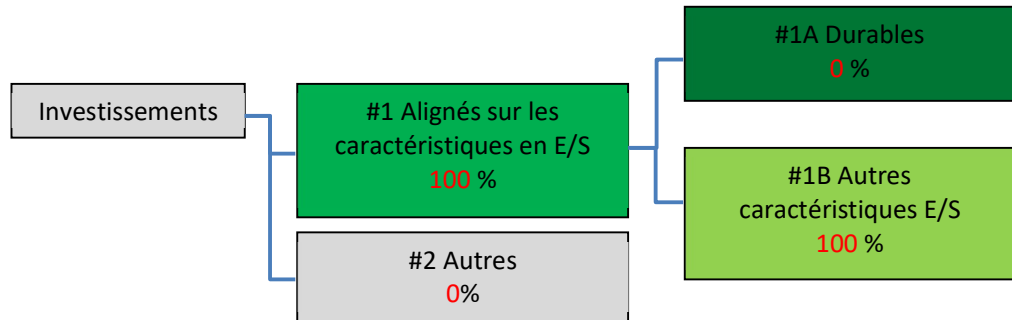 Investissements
#1 Alignés sur les
caractéristiques en E/S
100 %
#2 Autres
0%
#1A Durables
0 %
#1B Autres
caractéristiques E/S
100 %